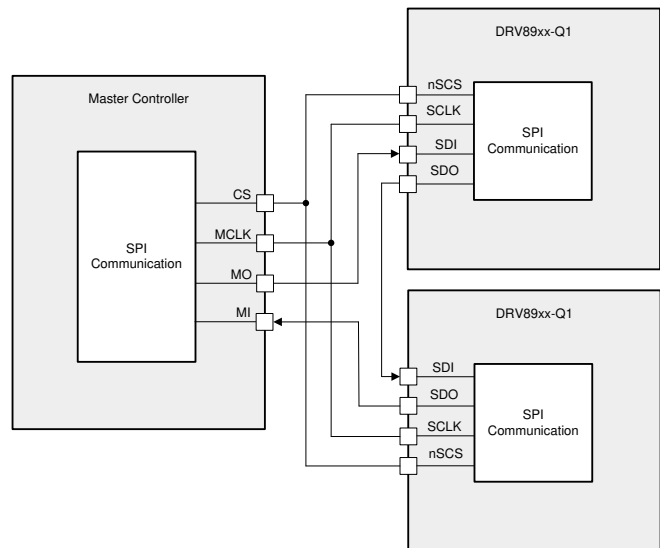 Master Controller
SPI
Communication
CS
MCLK
MO
MI
DRV89xx-Q1
nSCS
SCLK
SDI
SDO
SPI
Communication
DRV89xx-Q1
SDI
SDO
SCLK
nSCS
SPI
Communication